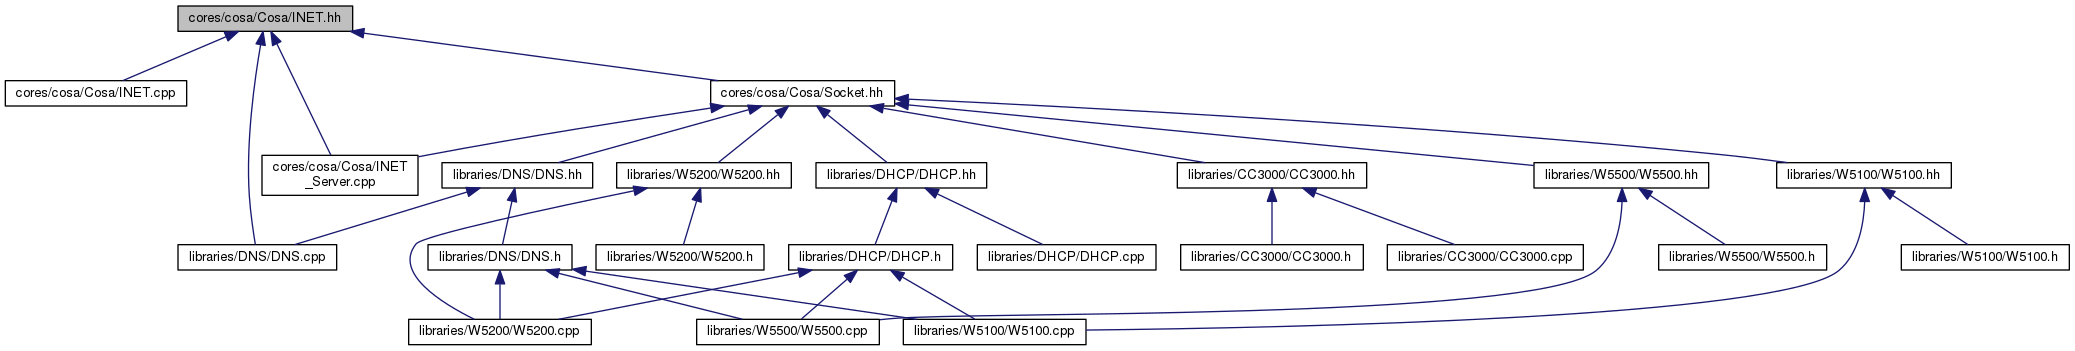 cores/cosa/Cosa/INET.hh
cores/cosa/Cosa/INET.cpp
cores/cosa/Cosa/Socket.hh
cores/cosa/Cosa/INET
_Server.cpp
libraries/DNS/DNS.hh
libraries/W5200/W5200.hh
libraries/DHCP/DHCP.hh
libraries/CC3000/CC3000.hh
libraries/W5500/W5500.hh
libraries/W5100/W5100.hh
libraries/DNS/DNS.cpp
libraries/DNS/DNS.h
libraries/W5200/W5200.h
libraries/DHCP/DHCP.h
libraries/DHCP/DHCP.cpp
libraries/CC3000/CC3000.h
libraries/CC3000/CC3000.cpp
libraries/W5500/W5500.h
libraries/W5100/W5100.h
libraries/W5200/W5200.cpp
libraries/W5500/W5500.cpp
libraries/W5100/W5100.cpp